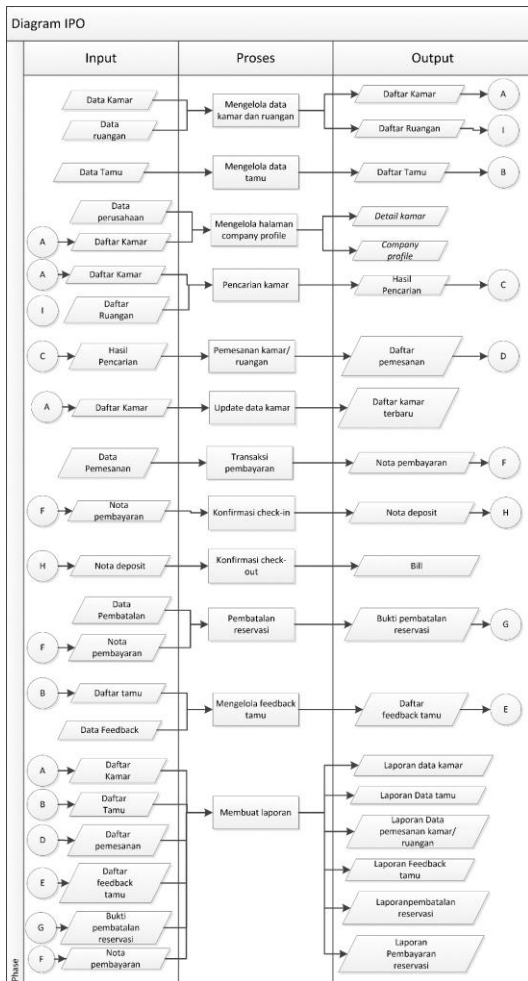 Diagram IPO
Input
Proses
Output
Data Kamar
Data
ruangan
Mengelola data
kamar dan ruangan
Daftar Kamar
A
Daftar Ruangan
I
Data Tamu
Mengelola data
tamu
Daftar Tamu
B
Data
perusahaan
A
Daftar Kamar
Mengelola halaman
company profile
Detail kamar
Company
profile
A
Daftar Kamar
I
Daftar
Ruangan
Pencarian kamar
Hasil
Pencarian
C
C
Hasil
Pencarian
Pemesanan kamar/
ruangan
Daftar
pemesanan
D
A
Daftar Kamar
Update data kamar
Daftar kamar
terbaru
Data
Pemesanan
Transaksi
pembayaran
Nota pembayaran
F
F
Nota
pembayaran
Konfirmasi check-in
Nota deposit
H
H
Nota deposit
Konfirmasi check-
out
Bill
Data
Pembatalan
F
Nota
pembayaran
Pembatalan
reservasi
Bukti pembatalan
reservasi
G
B
Daftar tamu
Data Feedback
Mengelola feedback
tamu
Daftar
feedback tamu
E
A
Daftar
Kamar
B
Daftar
Tamu
D
Daftar
pemesanan
E
Daftar
feedback
tamu
G
Bukti
pembatalan
reservasi
F
Nota
pembayaran
Membuat laporan
Laporan data kamar
Laporan Data tamu
Laporan Data
pemesanan kamar/
ruangan
Laporan Feedback
tamu
Laporanpembatalan
reservasi
Laporan
Pembayaran
reservasi
Phase